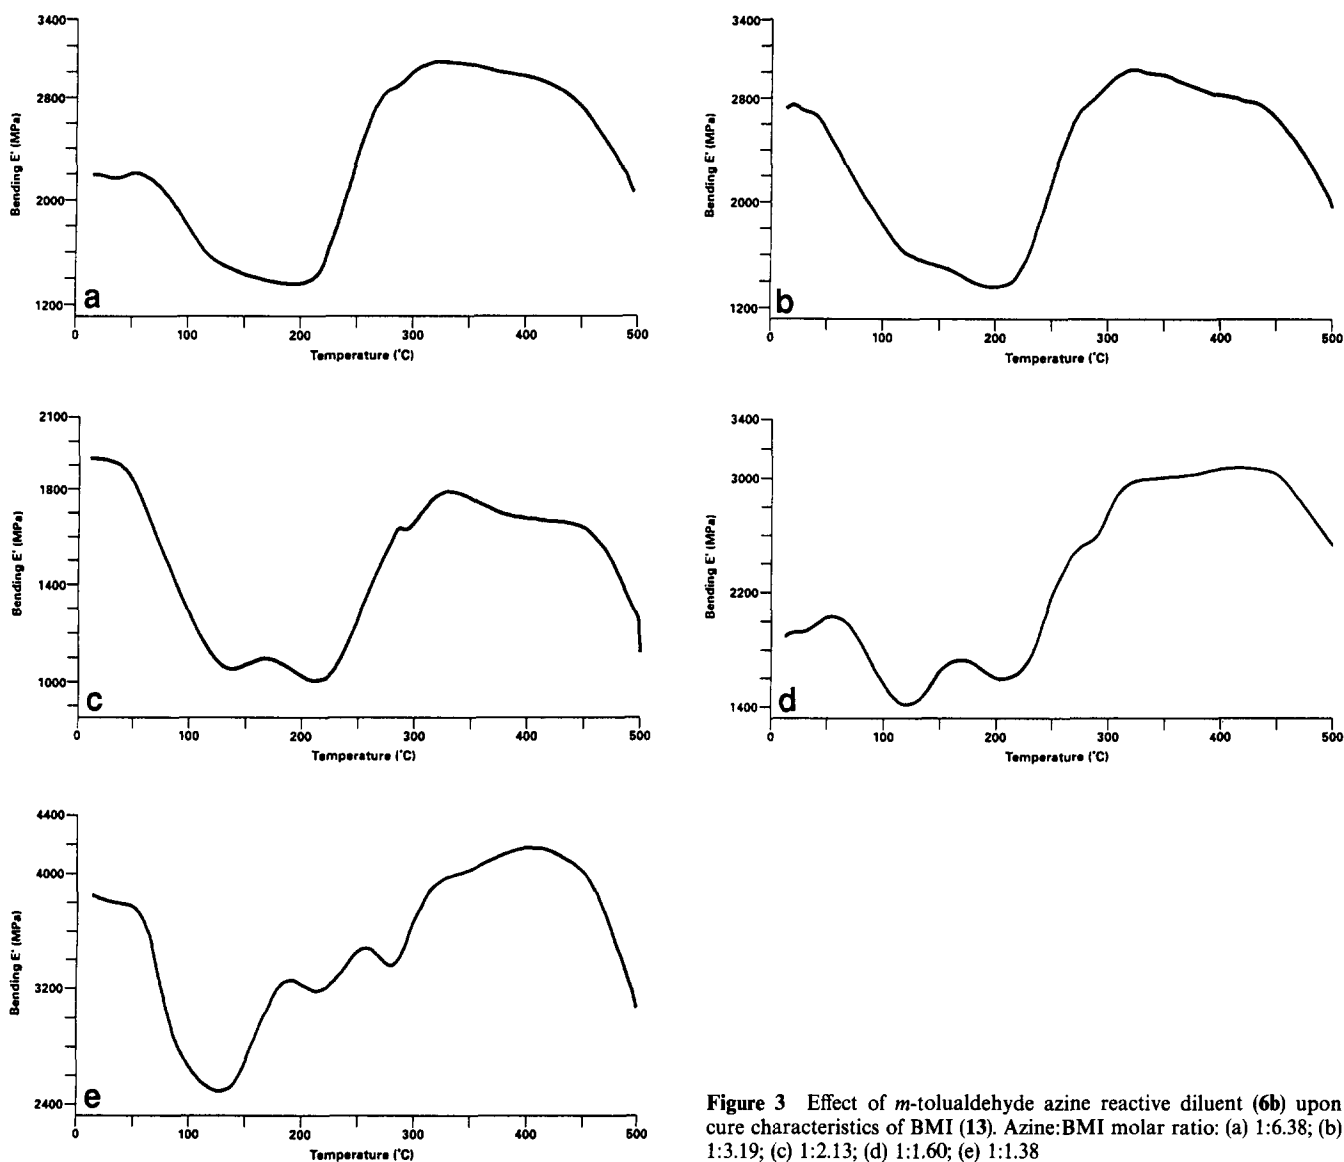 3400
2800
2000
1200
Bending E' (MPa)
a
0 100 200 300 400 500
Temperature (°C)
3400
2800
2000
1200
Bending E' (MPa)
b
0 100 200 300 400 500
Temperature (°C)
2100
1800
1400
1000
Bending E' (MPa)
c
0 100 200 300 400 500
Temperature (°C)
3400
3000
2200
1400
Bending E' (MPa)
d
0 100 200 300 400 500
Temperature (°C)
4400
4000
3200
2400
Bending E' (MPa)
e
0 100 200 300 400 500
Temperature (°C)
Figure 3 Effect of m-tolualdehyde azine reactive diluent (6b) upon
cure characteristics of BMI (13). Azine:BMI molar ratio: (a) 1:6.38; (b)
1:3.19; (c) 1:2.13; (d) 1:1.60; (e) 1:1.38